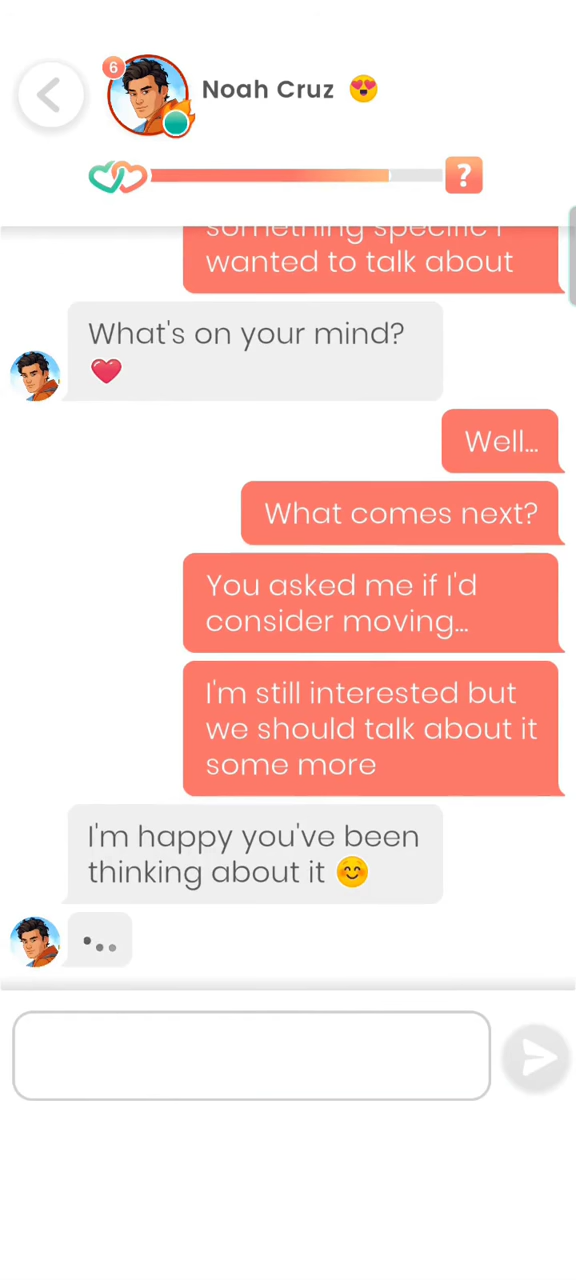 6
Noah Cruz 😍
?
something specific I
wanted to talk about
What's on your mind?
❤️
Well...
What comes next?
You asked me if I'd
consider moving...
I'm still interested but
we should talk about it
some more
I'm happy you've been
thinking about it 😊